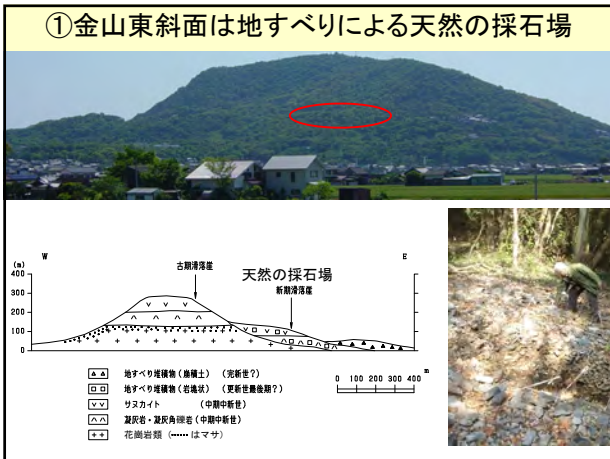 ①金山東斜面は地すべりによる天然の採石場
W
E
(m)
古期滑落崖
天然の採石場
新期滑落崖
400
300
200
100
0
m
0 100 200 300 400
▲▲ 地すべり堆積物(崩積土) (完新世?)
□□ 地すべり堆積物(岩塊状) (更新世最後期?)
∨∨ サヌカイト (中期中新世)
∧∧ 凝灰岩・凝灰角礫岩(中期中新世)
++ 花崗岩類 (・・・・・・はマサ)